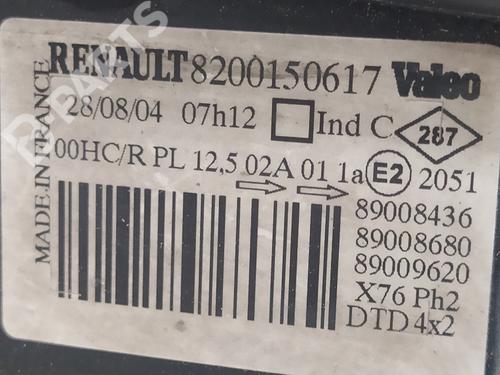 RENAULT 8200150617 Valeo
28/08/04 07h12 Ind C 287
00HC/R PL 12,5 02A 01 1a E2 2051
MADE.IN.FRANCE
89008436
89008680
89009620
X76 Ph2
DTD 4x2
B PARTS